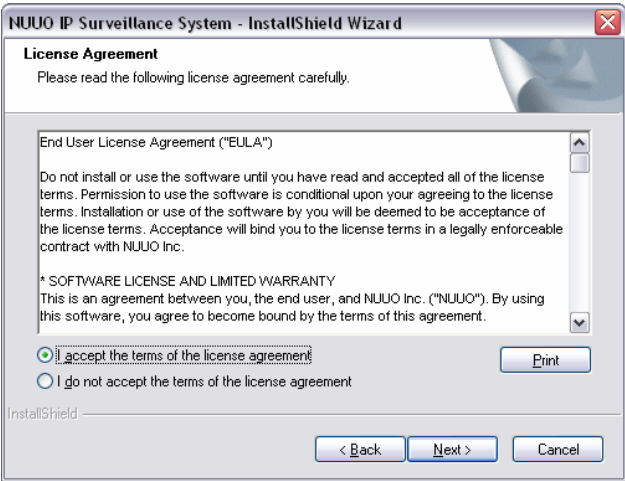 NUUO IP Surveillance System - InstallShield Wizard
License Agreement
Please read the following license agreement carefully.
End User License Agreement ("EULA")
Do not install or use the software until you have read and accepted all of the license
terms. Permission to use the software is conditional upon your agreeing to the license
terms. Installation or use of the software by you will be deemed to be acceptance of
the license terms. Acceptance will bind you to the license terms in a legally enforceable
contract with NUUO Inc.
* SOFTWARE LICENSE AND LIMITED WARRANTY
This is an agreement between you, the end user, and NUUO Inc. ("NUUO"). By using
this software, you agree to become bound by the terms of this agreement.
I accept the terms of the license agreement
Print
I do not accept the terms of the license agreement
InstallShield
< Back
Next >
Cancel